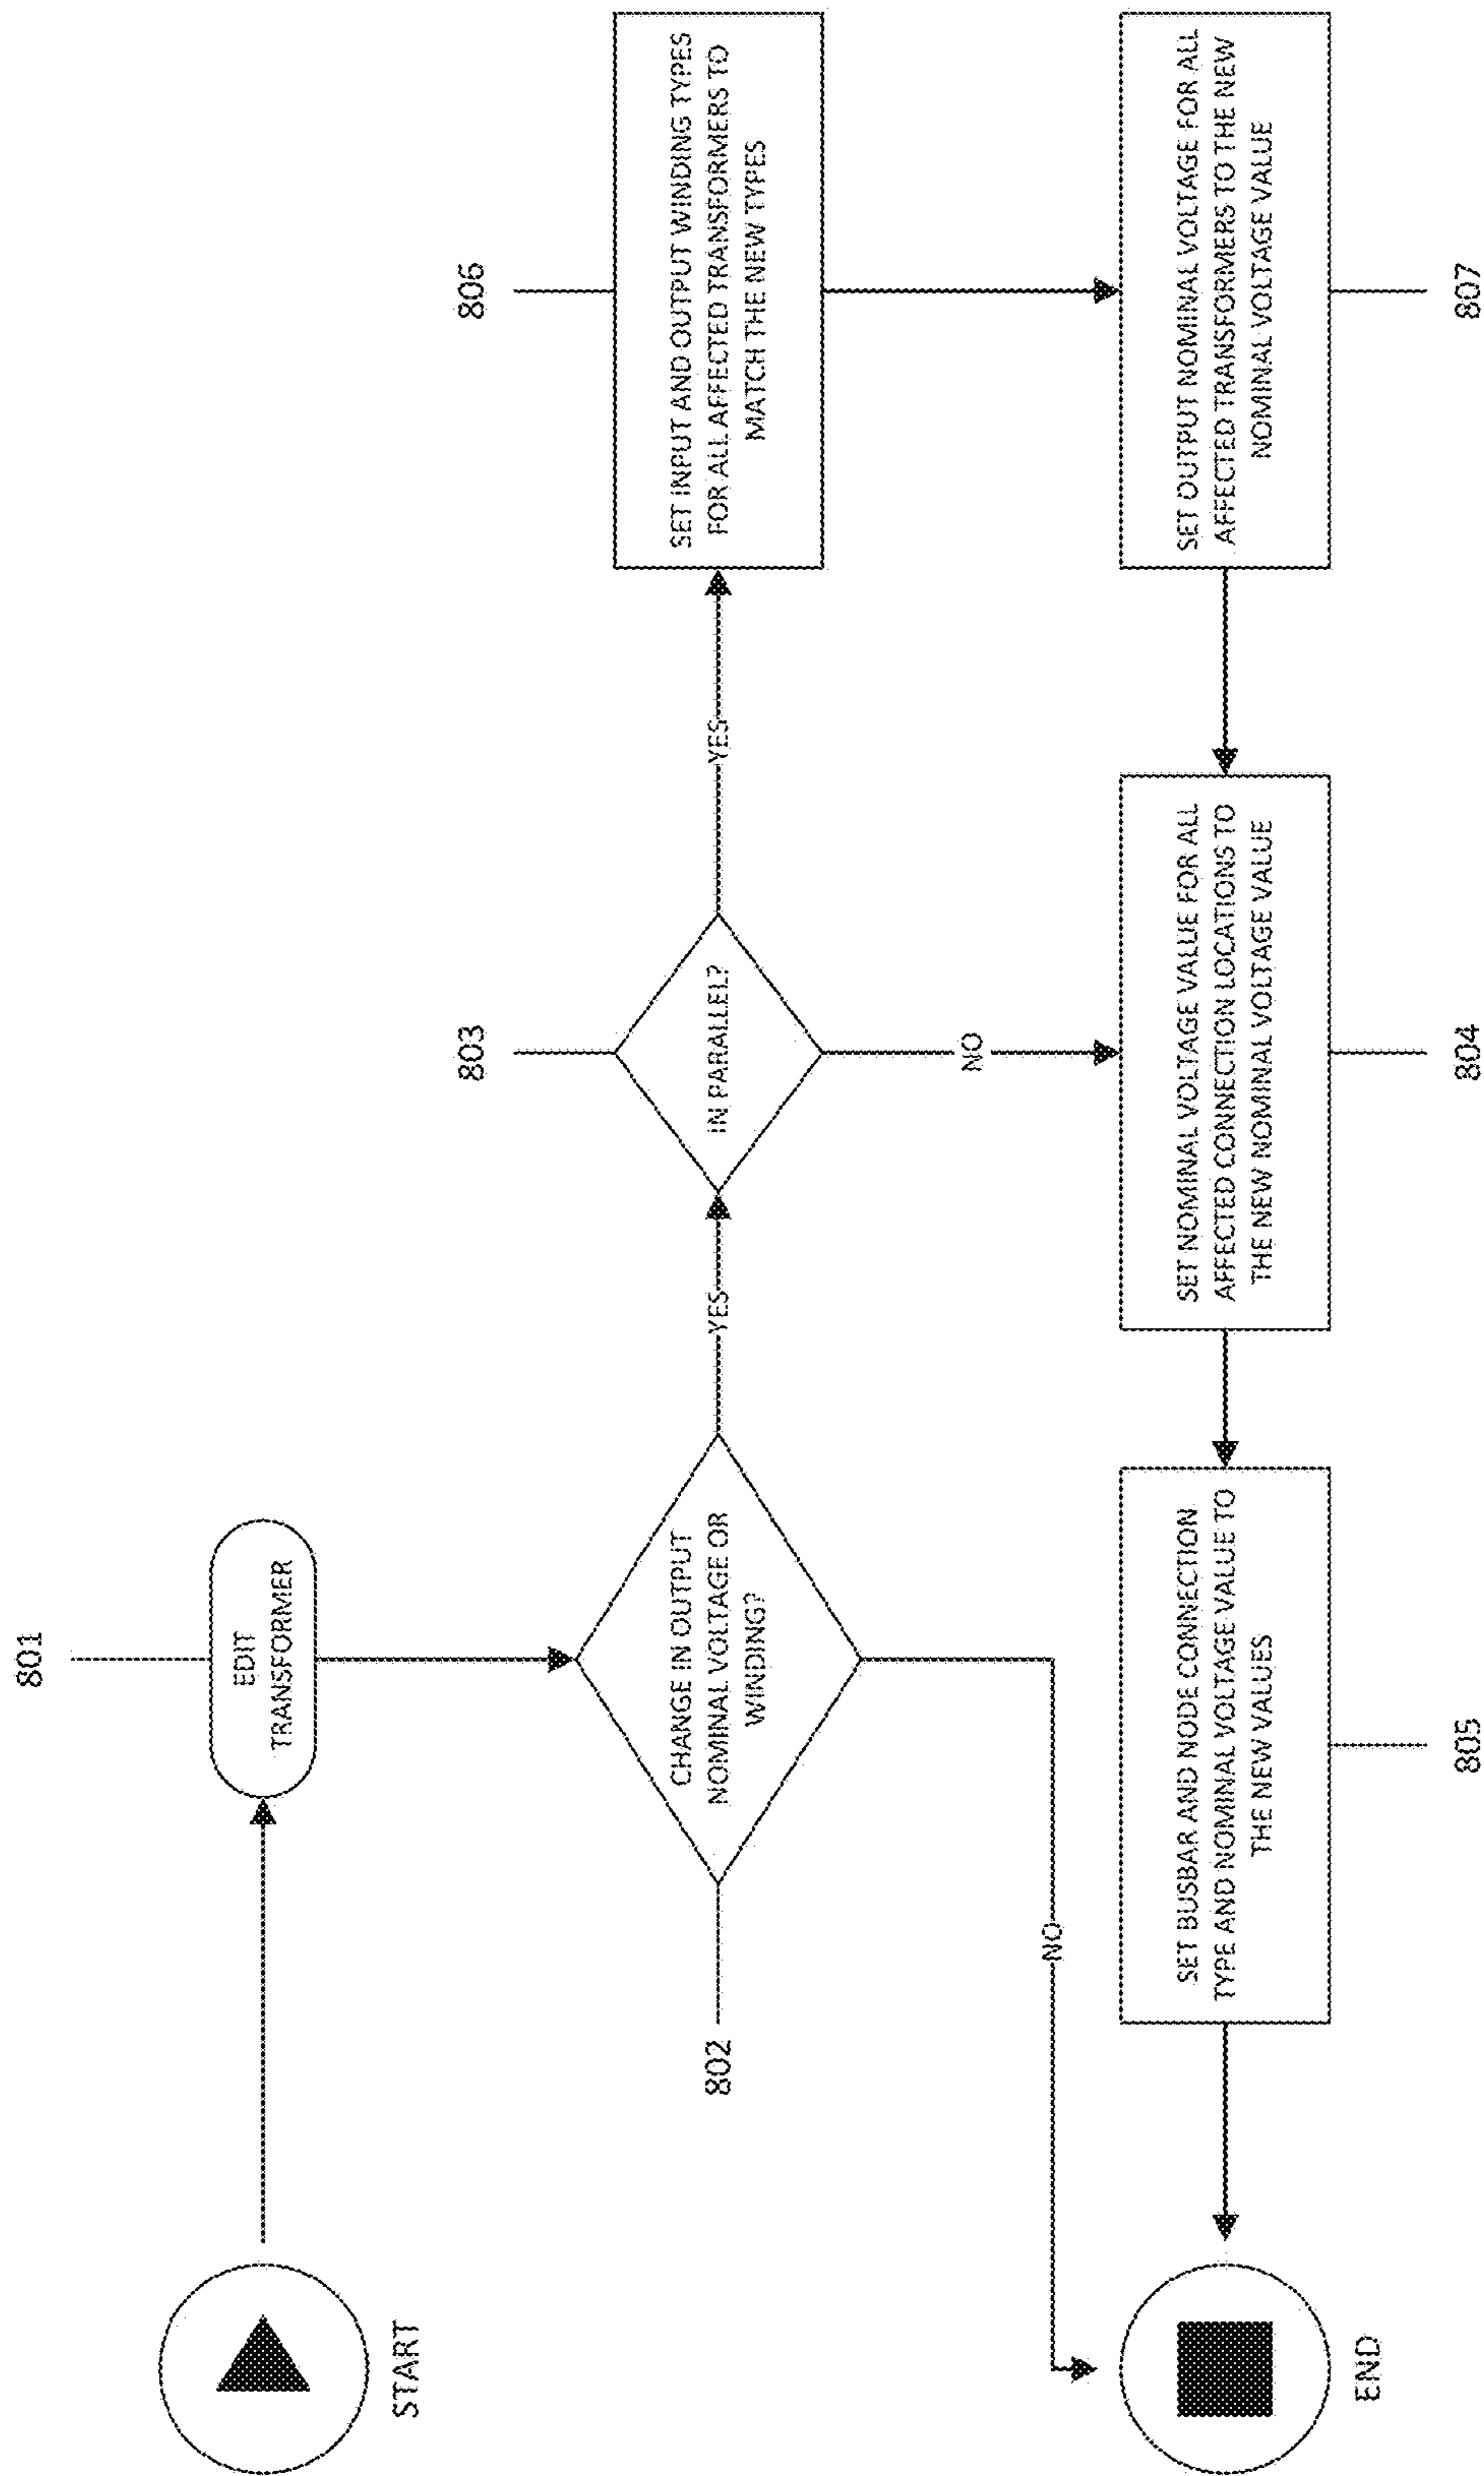 801
EDIT
TRANSFORMER
START
802
CHANGE IN OUTPUT
NOMINAL VOLTAGE OR
WINDING?
YES
NO
803
IN PARALLEL?
YES
NO
806
SET INPUT AND OUTPUT WINDING TYPES
FOR ALL AFFECTED TRANSFORMERS TO
MATCH THE NEW TYPES
SET OUTPUT NOMINAL VOLTAGE FOR ALL
AFFECTED TRANSFORMERS TO THE NEW
NOMINAL VOLTAGE VALUE
807
SET NOMINAL VOLTAGE VALUE FOR ALL
AFFECTED CONNECTION LOCATIONS TO
THE NEW NOMINAL VOLTAGE VALUE
804
SET BUSBAR AND NODE CONNECTION
TYPE AND NOMINAL VOLTAGE VALUE TO
THE NEW VALUES
805
END